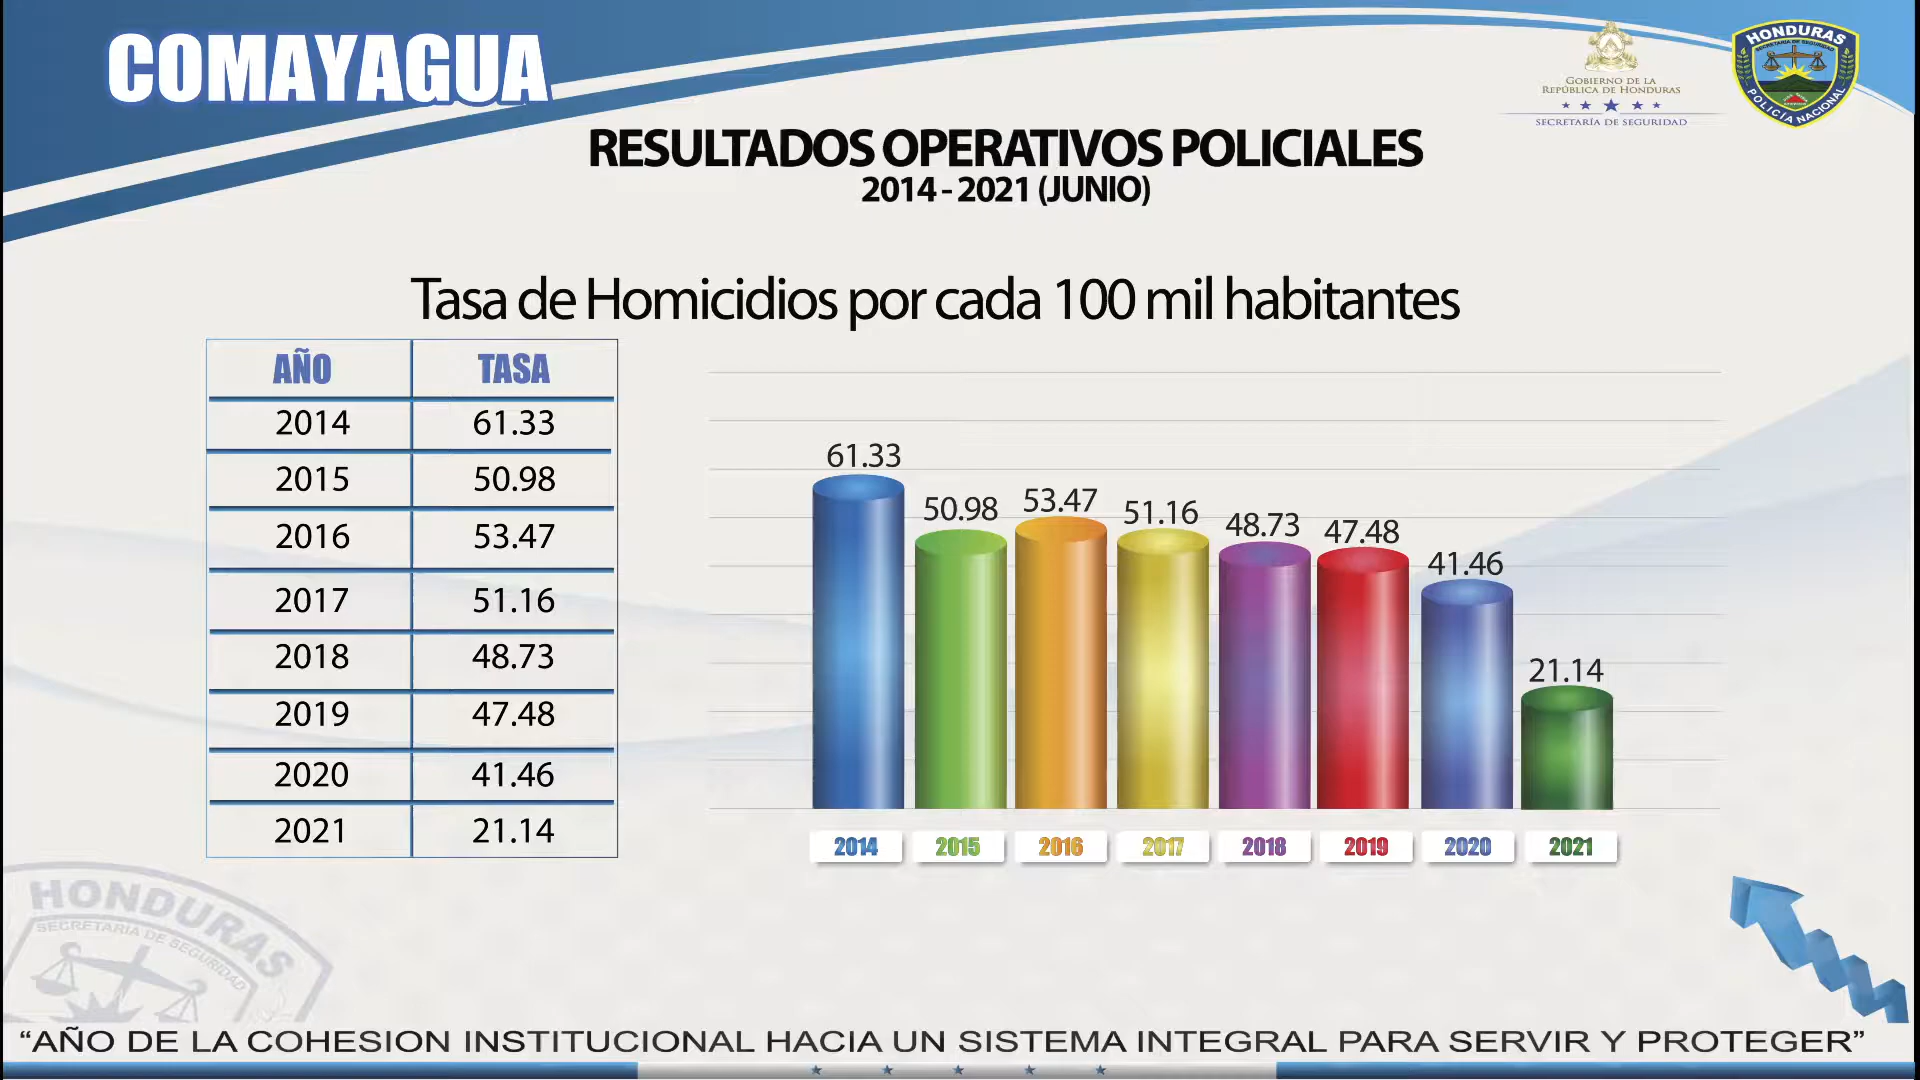 COMAYAGUA
GOBIERNO DE LA
REPÚBLICA DE HONDURAS
SECRETARÍA DE SEGURIDAD
HONDURAS
SECRETARIA DE SEGURIDAD
POLICÍA NACIONAL
RESULTADOS OPERATIVOS POLICIALES
2014 - 2021 (JUNIO)
Tasa de Homicidios por cada 100 mil habitantes
AÑO TASA
2014 61.33
2015 50.98
2016 53.47
2017 51.16
2018 48.73
2019 47.48
2020 41.46
2021 21.14
61.33 50.98 53.47 51.16 48.73 47.48 41.46 21.14
2014 2015 2016 2017 2018 2019 2020 2021
HONDURAS
SECRETARIA DE SEGURIDAD
“AÑO DE LA COHESION INSTITUCIONAL HACIA UN SISTEMA INTEGRAL PARA SERVIR Y PROTEGER”